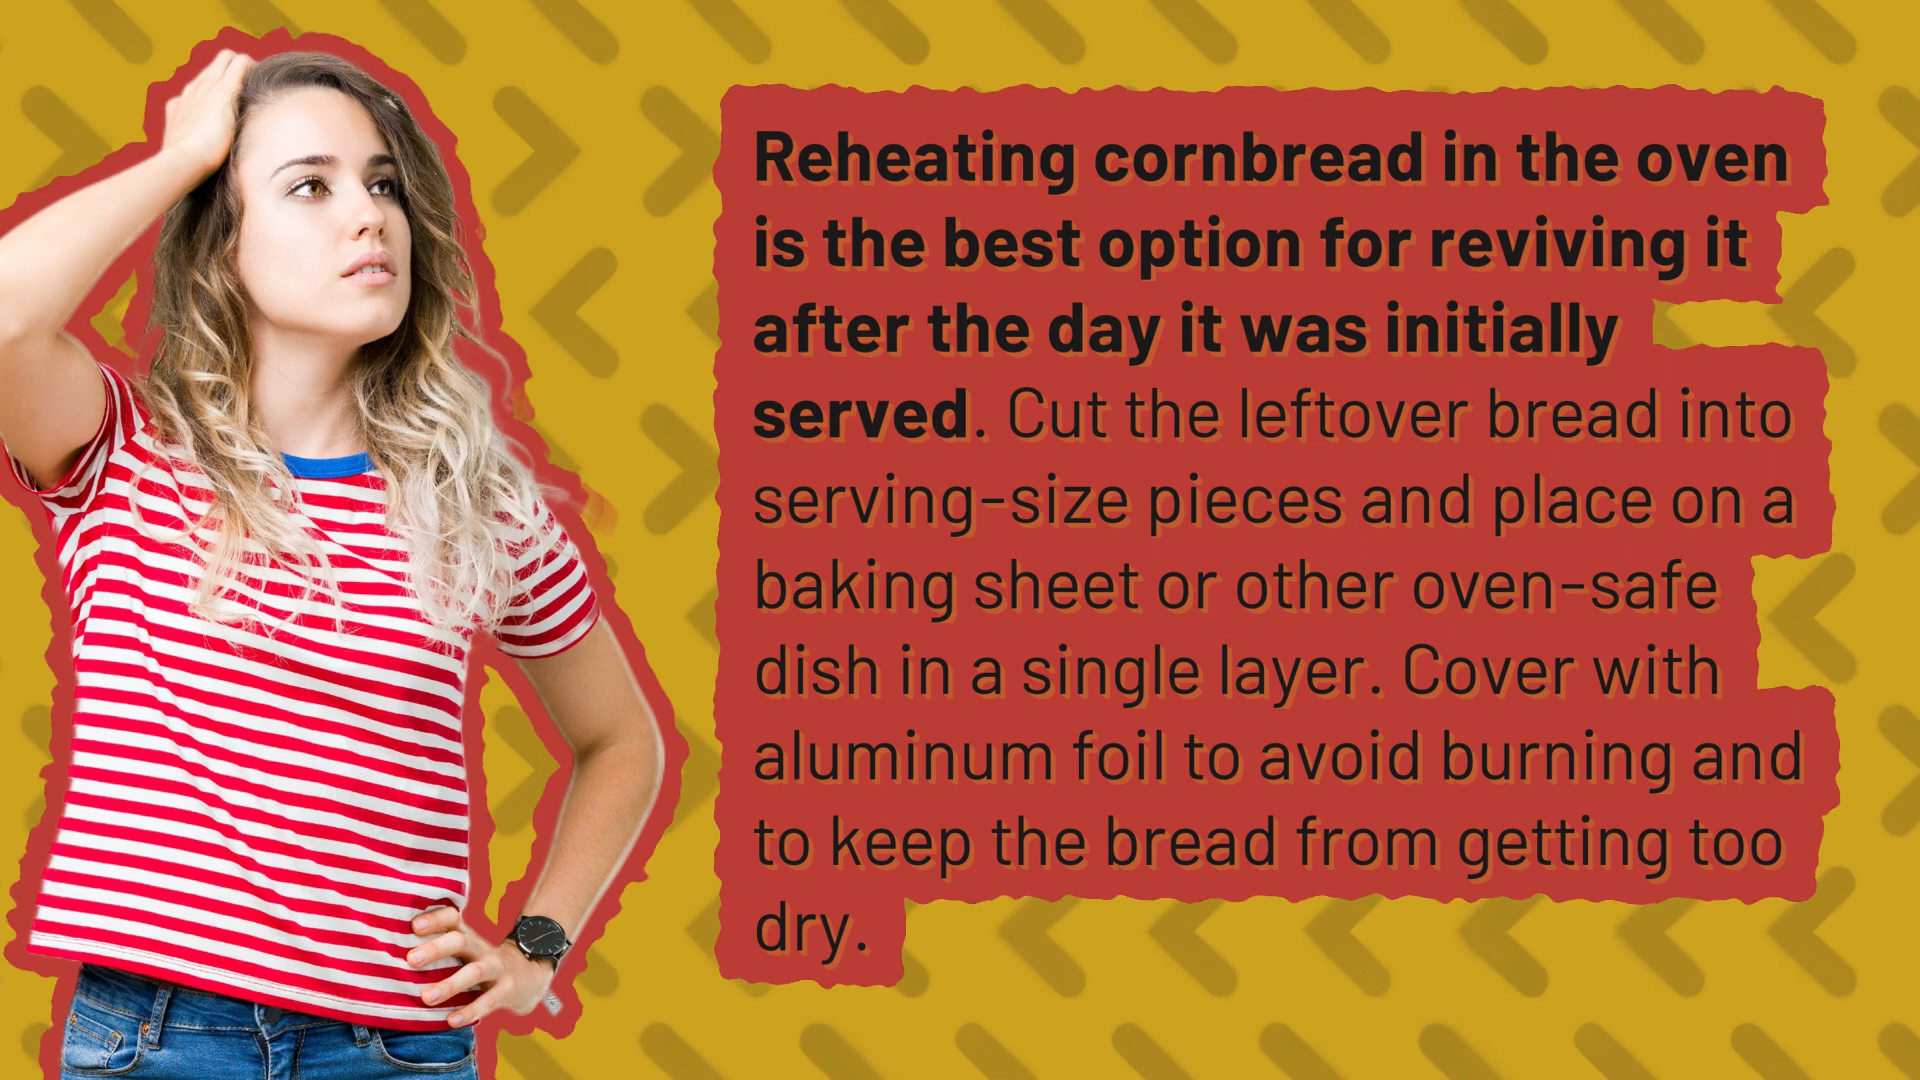 Reheating cornbread in the oven
is the best option for reviving it
after the day it was initially
served. Cut the leftover bread into
serving-size pieces and place on a
baking sheet or other oven-safe
dish in a single layer. Cover with
aluminum foil to avoid burning and
to keep the bread from getting too
dry.